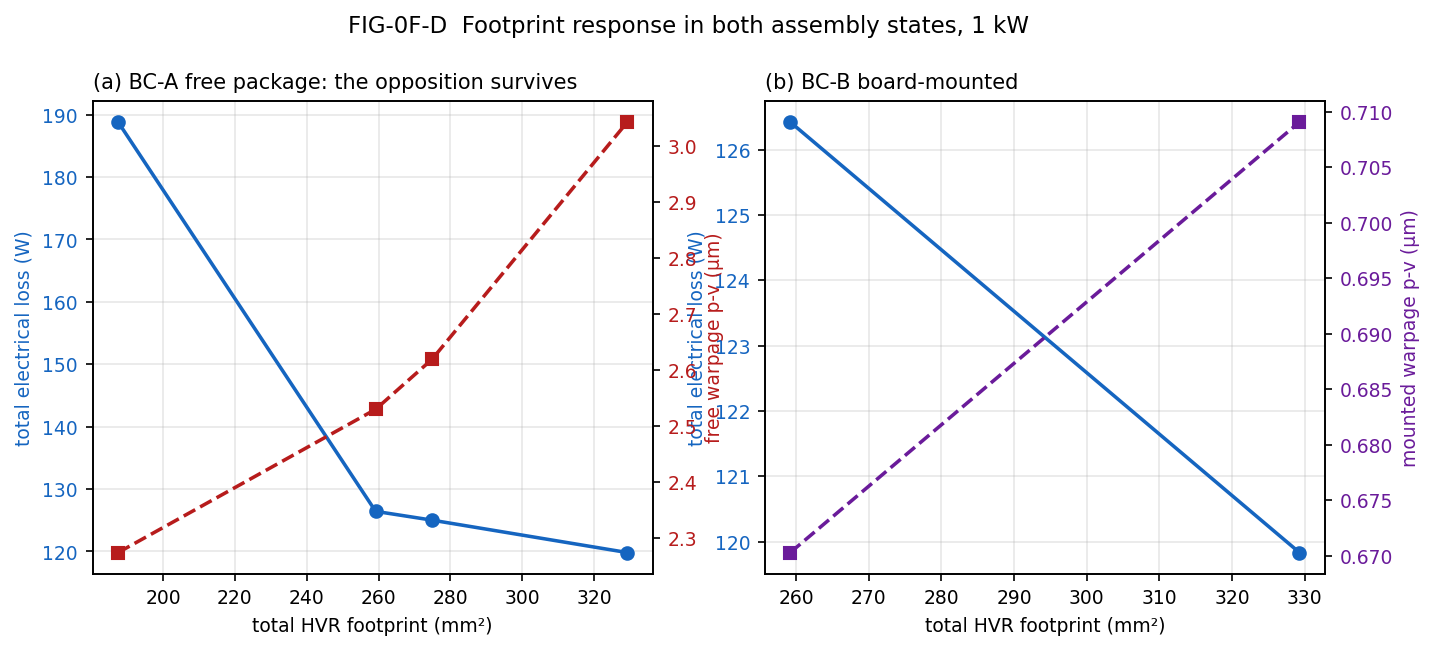 FIG-0F-D  Footprint response in both assembly states, 1 kW
(a) BC-A free package: the opposition survives
190
180
170
160
150
140
130
120
total electrical loss (W)
3.0
2.9
2.8
2.7
2.6
2.5
2.4
2.3
free warpage p-v (μm)
200 220 240 260 280 300 320
total HVR footprint (mm²)
(b) BC-B board-mounted
126
125
124
123
122
121
120
total electrical loss (W)
0.710
0.705
0.700
0.695
0.690
0.685
0.680
0.675
0.670
mounted warpage p-v (μm)
260 270 280 290 300 310 320 330
total HVR footprint (mm²)